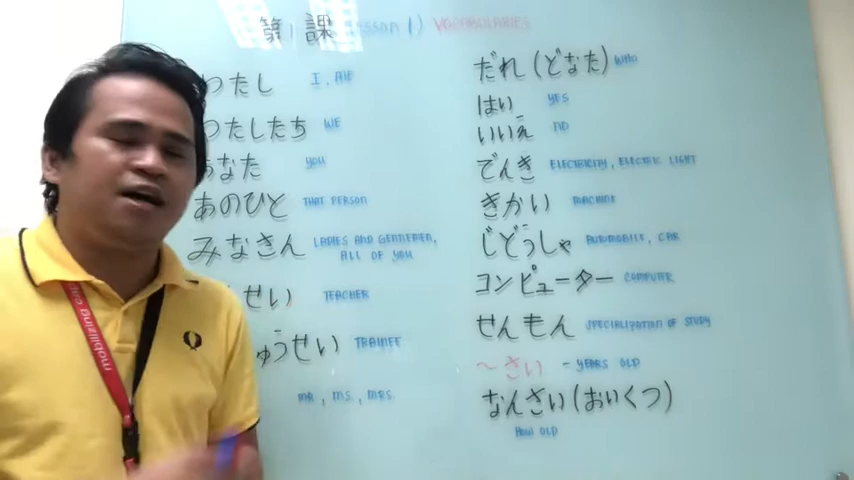 第1課 Lesson 1) VOCABULARIES
わたし I, ME
わたしたち WE
あなた YOU
あのひと THAT PERSON
みなさん LADIES AND GENTLEMEN,
ALL OF YOU
せい TEACHER
ゅうせい TRAINEE
MR., MS., MRS.
だれ(どなた) WHO
はい YES
いいえ NO
でんき ELECTRICITY, ELECTRIC LIGHT
きかい MACHINE
じどうしゃ AUTOMOBILE, CAR
コンピューター COMPUTER
せんもん SPECIALIZATION OF STUDY
~さい - YEARS OLD
なんさい(おいくつ)
HOW OLD